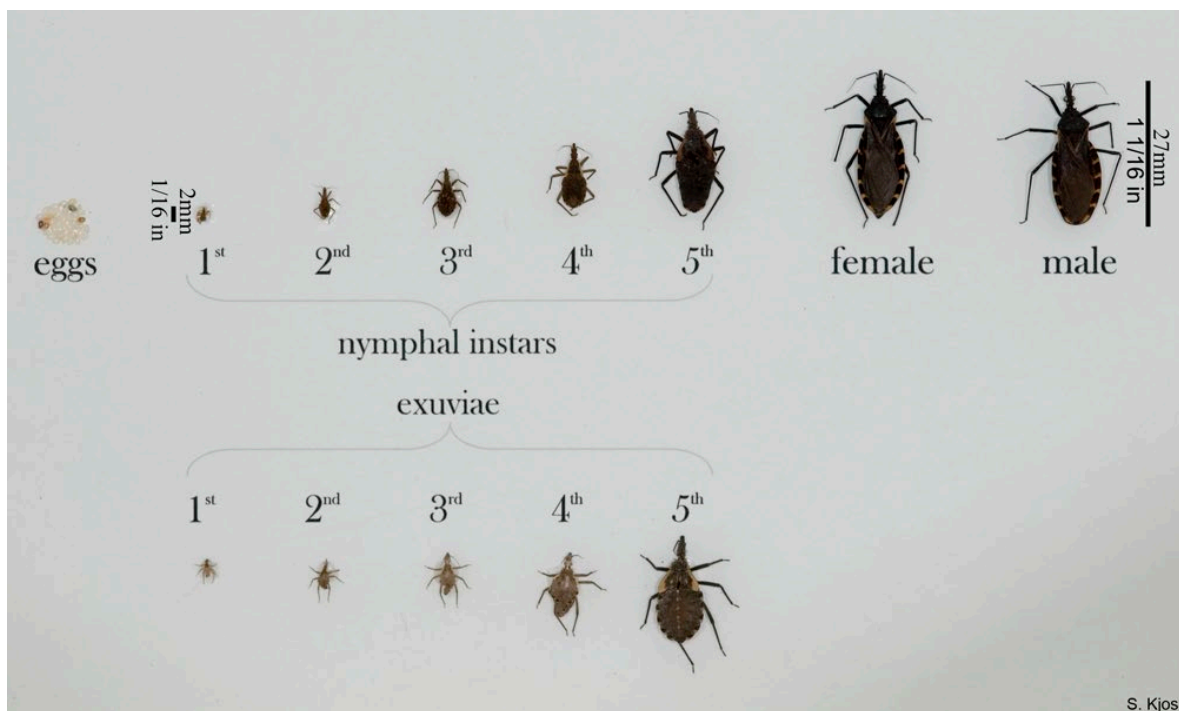 27mm
1 1/16 in
2mm
1/16 in
eggs
1st
2nd
3rd
4th
5th
female
male
nymphal instars
exuviae
1st
2nd
3rd
4th
5th
S. Kjos